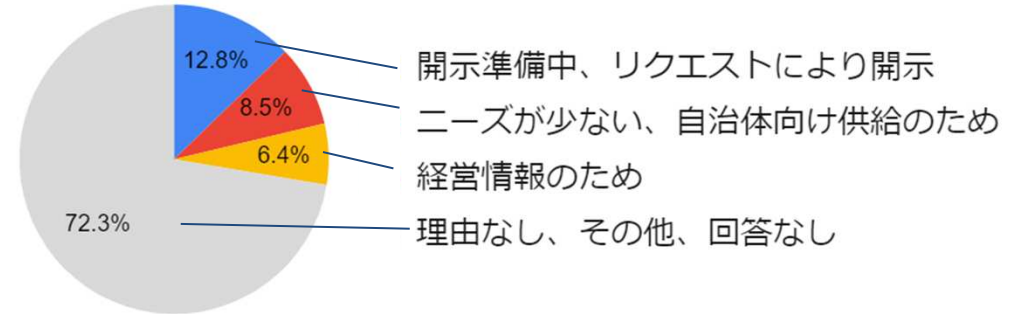 12.8%
開示準備中、リクエストにより開示
8.5%
ニーズが少ない、自治体向け供給のため
6.4%
経営情報のため
72.3%
理由なし、その他、回答なし